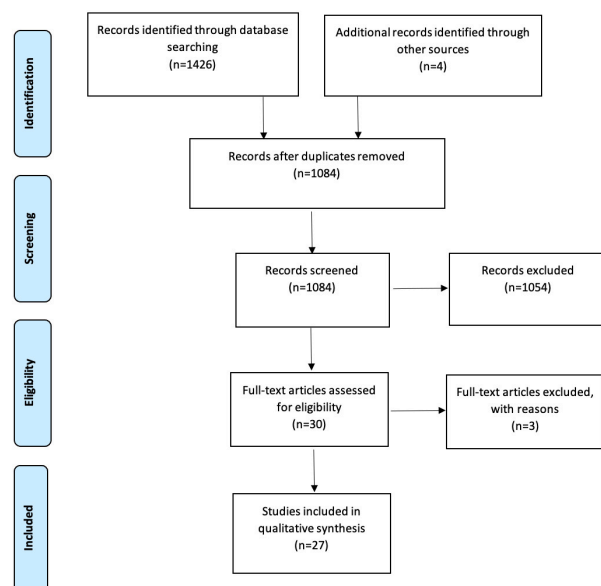 Identification
Records identified through database
searching
(n=1426)
Additional records identified through
other sources
(n=4)
Records after duplicates removed
(n=1084)
Screening
Records screened
(n=1084)
Records excluded
(n=1054)
Eligibility
Full-text articles assessed
for eligibility
(n=30)
Full-text articles excluded,
with reasons
(n=3)
Included
Studies included in
qualitative synthesis
(n=27)